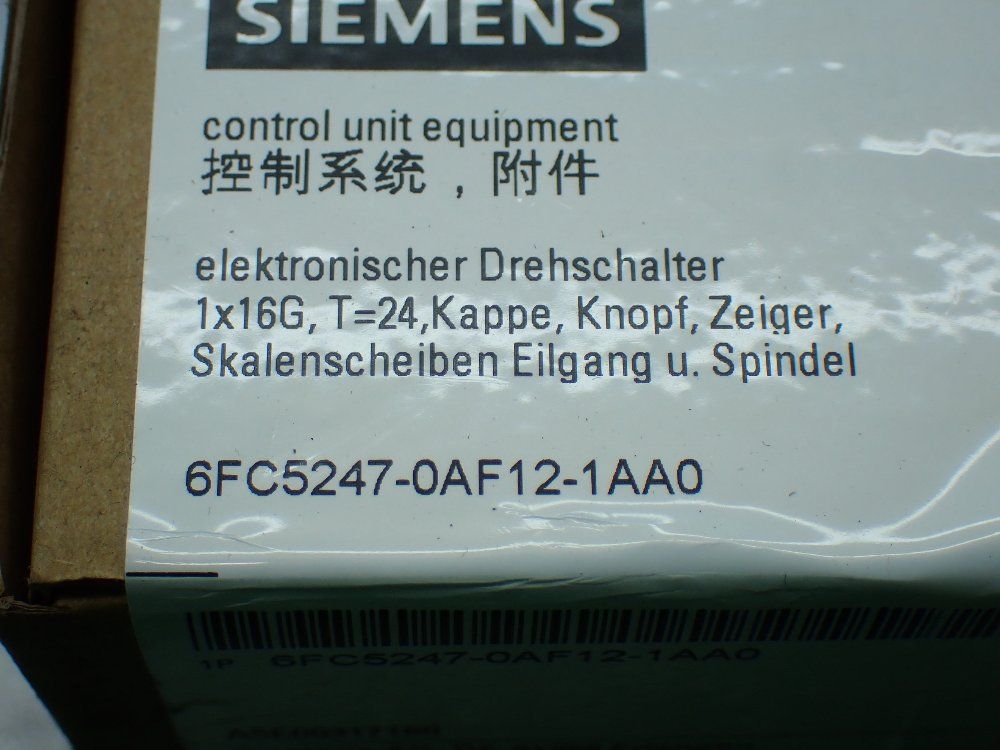 SIEMENS
control unit equipment
控制系统，附件
elektronischer Drehschalter
1x16G, T=24,Kappe, Knopf, Zeiger,
Skalenscheiben Eilgang u. Spindel
6FC5247-0AF12-1AA0
1P 6FC5247-0AF12-1AA0